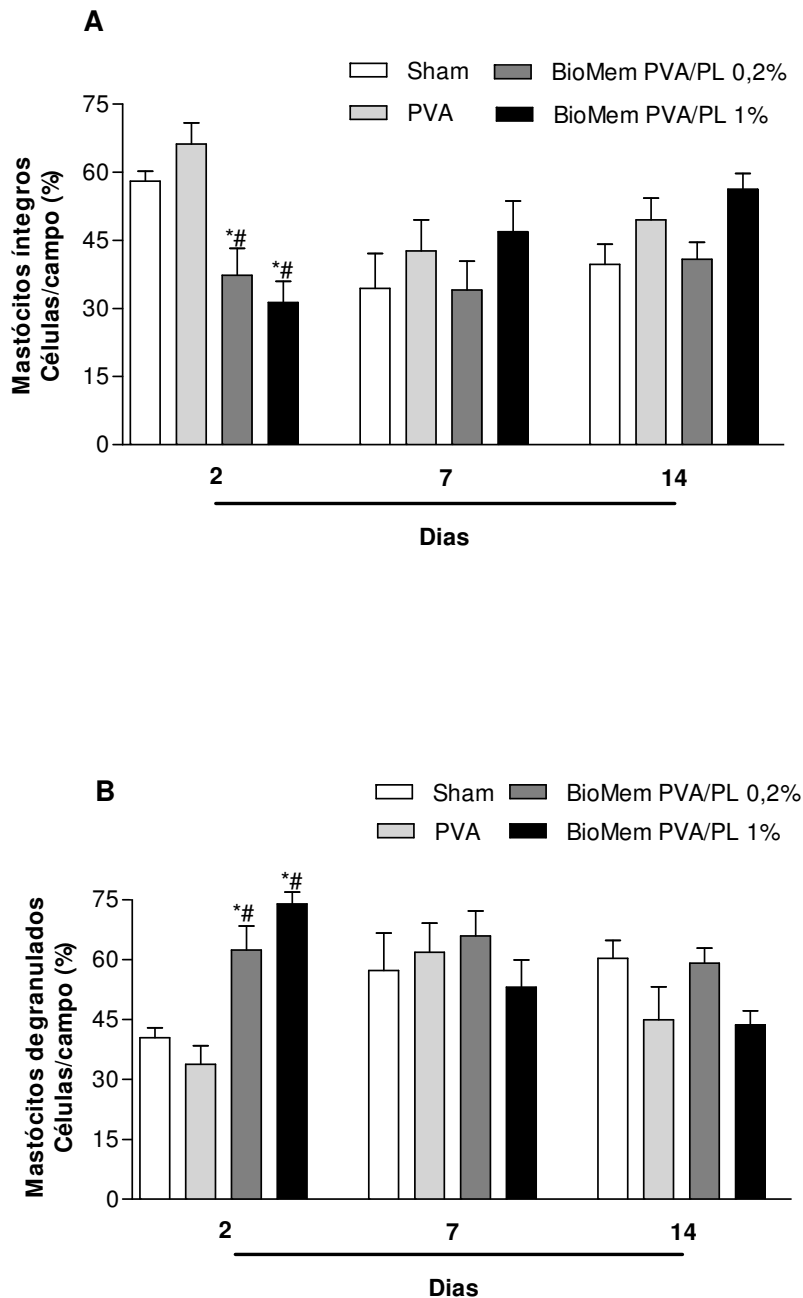 A
Sham
BioMem PVA/PL 0,2%
PVA
BioMem PVA/PL 1%
Mastócitos íntegros
Células/campo (%)
75
60
45
30
15
0
*#
*#
2
7
14
Dias
B
Sham
BioMem PVA/PL 0,2%
PVA
BioMem PVA/PL 1%
Mastócitos degranulados
Células/campo (%)
75
60
45
30
15
0
*#
*#
2
7
14
Dias